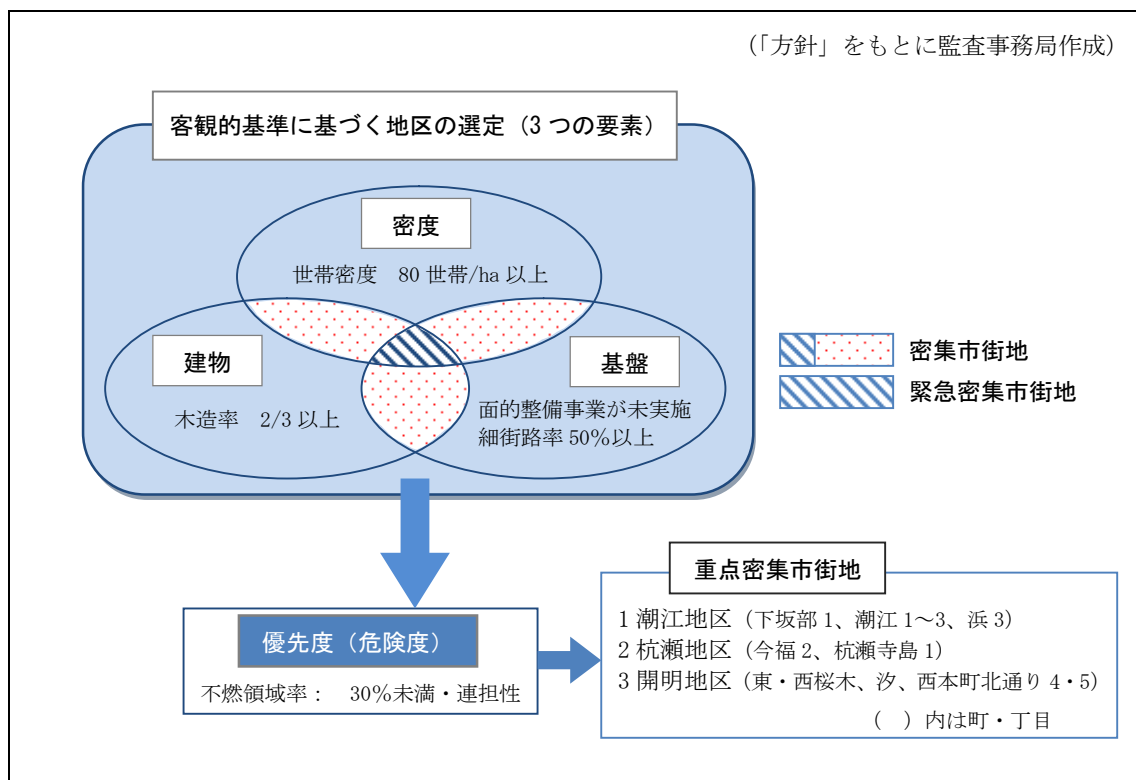 （「方針」をもとに監査事務局作成）
客観的基準に基づく地区の選定（3 つの要素）
密度
世帯密度　80 世帯/ha 以上
建物
木造率　2/3 以上
基盤
面的整備事業が未実施
細街路率 50％以上
密集市街地
緊急密集市街地
優先度（危険度）
不燃領域率：　30％未満・連担性
重点密集市街地
1 潮江地区（下坂部 1、潮江 1～3、浜 3）
2 杭瀬地区（今福 2、杭瀬寺島 1）
3 開明地区（東・西桜木、汐、西本町北通り 4・5）
（　）内は町・丁目